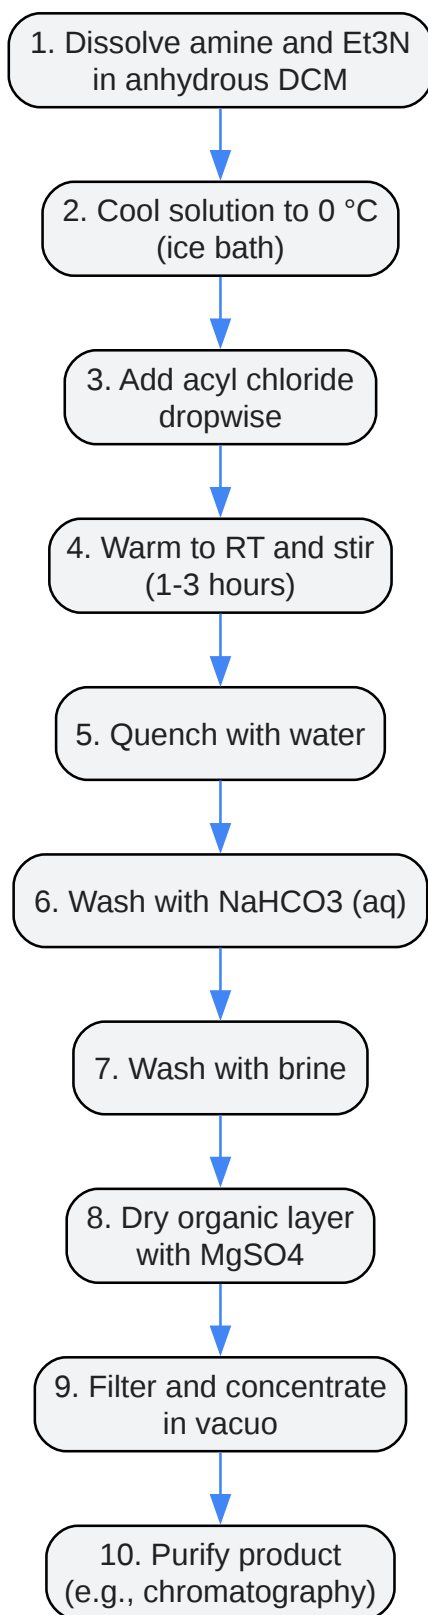 1. Dissolve amine and Et3N
in anhydrous DCM
2. Cool solution to 0 °C
(ice bath)
3. Add acyl chloride
dropwise
4. Warm to RT and stir
(1-3 hours)
5. Quench with water
6. Wash with NaHCO3 (aq)
7. Wash with brine
8. Dry organic layer
with MgSO4
9. Filter and concentrate
in vacuo
10. Purify product
(e.g., chromatography)